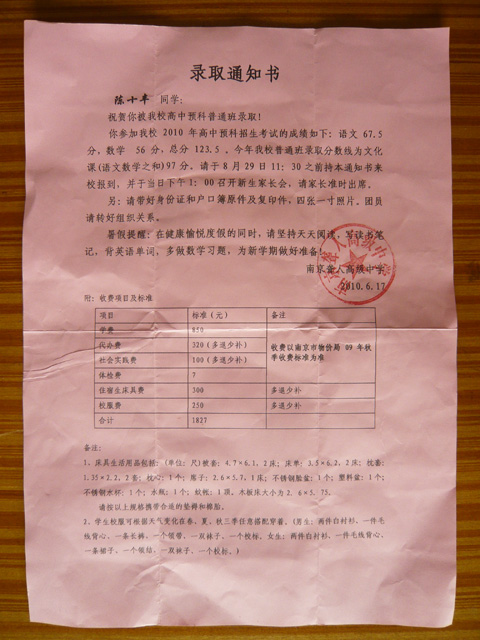 录取通知书
陈十年 同学：
祝贺你被我校高中预科普通班录取！
你参加我校 2010 年高中预科招生考试的成绩如下：语文 67.5
分，数学 56 分，总分 123.5 。今年我校普通班录取分数线为文化
课(语文数学之和)97 分。请于 8 月 29 日 11：30 之前持本通知书来
校报到，并于当日下午 1：00 召开新生家长会，请家长准时出席。
另：请带好身份证和户口簿原件及复印件，四张一寸照片。团员
请转好组织关系。
暑假提醒：在健康愉悦度假的同时，请坚持天天阅读，写读书笔
记，背英语单词，多做数学习题，为新学期做好准备！
南京聋人高级中学
2010.6.17
附：收费项目及标准
项目 标准（元） 备注
学费 850
代办费 320（多退少补） 收费以南京市物价局 09 年秋
社会实践费 100（多退少补） 季收费标准为准
体检费 7
住宿生床具费 300 多退少补
校服费 250 多退少补
合计 1827
备注：
1、床具生活用品包括：(单位：尺)被套：4.7×6.1，2床；床单：3.5×6.2，2床；枕套：
1.35×2.2，2套；枕心：1个；席子：2.6×5.7，1床；不锈钢脸盆：1个；塑料盆：1个；
不锈钢水杯：1个；水瓶：1个；蚊帐：1顶。木板床大小为2.6×5.75。
请按以上规格携带合适的垫褥和棉胎。
2、学生校服可根据天气变化在春、夏、秋三季任意搭配穿着。(男生：两件白衬衫、一件毛
线背心、一条长裤、一个领带、一双袜子、一个校标。女生：两件白衬衫、一件毛线背心、
一条裙子、一个领结、一双袜子、一个校标。)